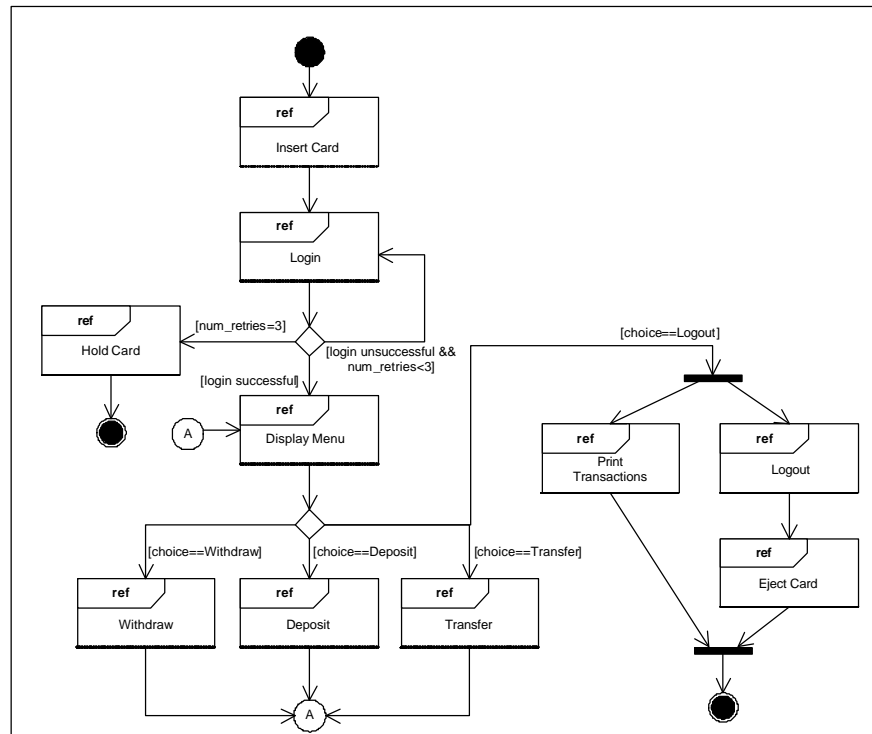 ref
Insert Card
ref
Login
[num_retries=3]
ref
Hold Card
[login unsuccessful &&
num_retries<3]
[login successful]
A
ref
Display Menu
[choice==Logout]
ref
Print
Transactions
ref
Logout
ref
Eject Card
[choice==Withdraw]
[choice==Deposit]
[choice==Transfer]
ref
Withdraw
ref
Deposit
ref
Transfer
A